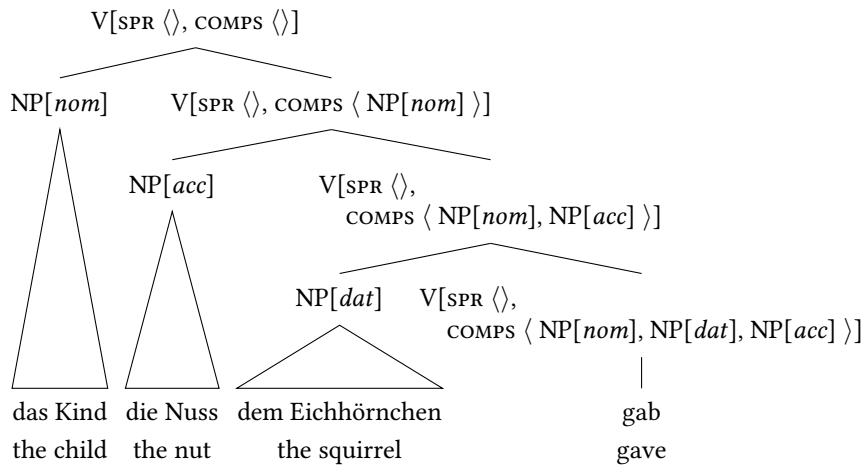 V[SPR ⟨⟩, COMPS ⟨⟩]
NP[nom] V[SPR ⟨⟩, COMPS ⟨ NP[nom] ⟩]
NP[acc] V[SPR ⟨⟩,
COMPS ⟨ NP[nom], NP[acc] ⟩]
NP[dat] V[SPR ⟨⟩,
COMPS ⟨ NP[nom], NP[dat], NP[acc] ⟩]
das Kind die Nuss dem Eichhörnchen gab
the child the nut the squirrel gave